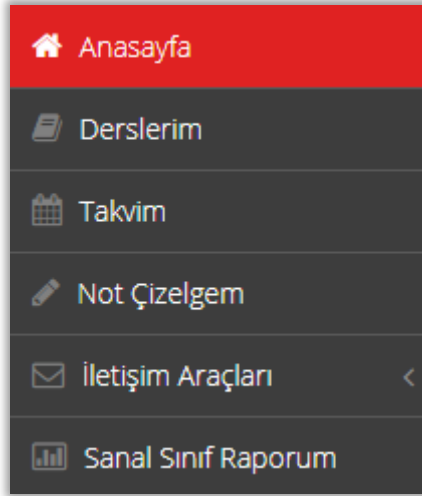 Anasayfa
Derslerim
Takvim
Not Çizelgem
İletişim Araçları
Sanal Sınıf Raporum